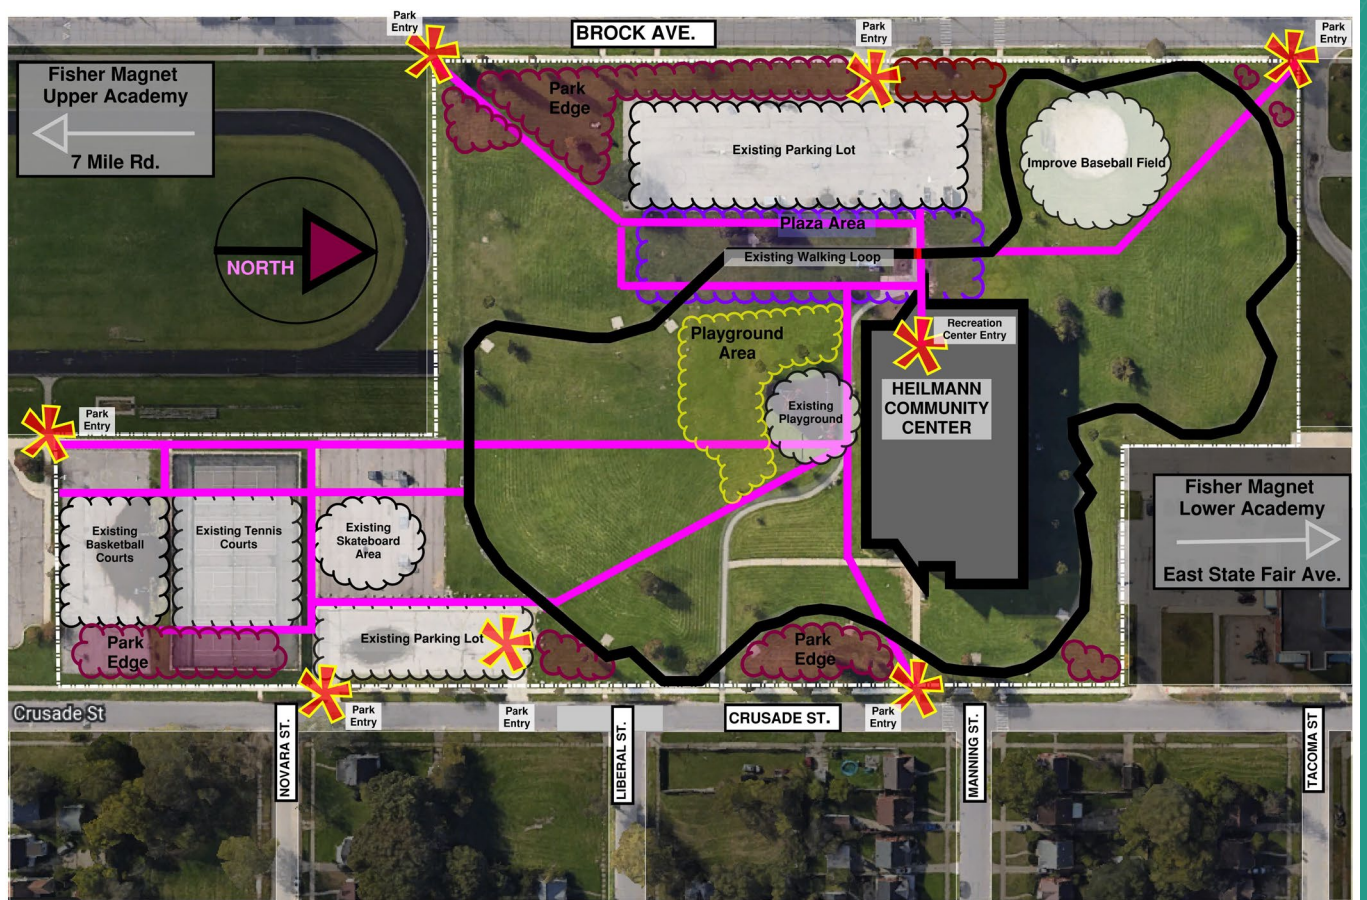 Park
Entry
BROCK AVE.
Park
Entry
Park
Entry
Fisher Magnet
Upper Academy
7 Mile Rd.
Park
Edge
Existing Parking Lot
Improve Baseball Field
Plaza Area
Existing Walking Loop
NORTH
Playground
Area
Recreation
Center Entry
Existing
Playground
HEILMANN
COMMUNITY
CENTER
Park
Entry
Existing
Basketball
Courts
Existing Tennis
Courts
Existing
Skateboard
Area
Fisher Magnet
Lower Academy
East State Fair Ave.
Park
Edge
Existing Parking Lot
Park
Edge
Crusade St
Park
Entry
Park
Entry
CRUSADE ST.
Park
Entry
NOVARA ST.
LIBERAL ST.
MANNING ST.
TACOMA ST